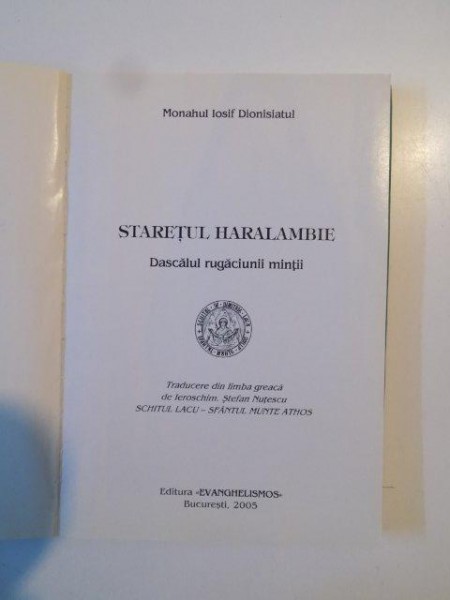 Monahul Iosif Dionisiatul
STAREȚUL HARALAMBIE
Dascălul rugăciunii minții
Traducere din limba greacă
de Ieroschim. Ștefan Nuțescu
SCHITUL LACU – SFÂNTUL MUNTE ATHOS
Editura «EVANGHELISMOS»
București, 2005